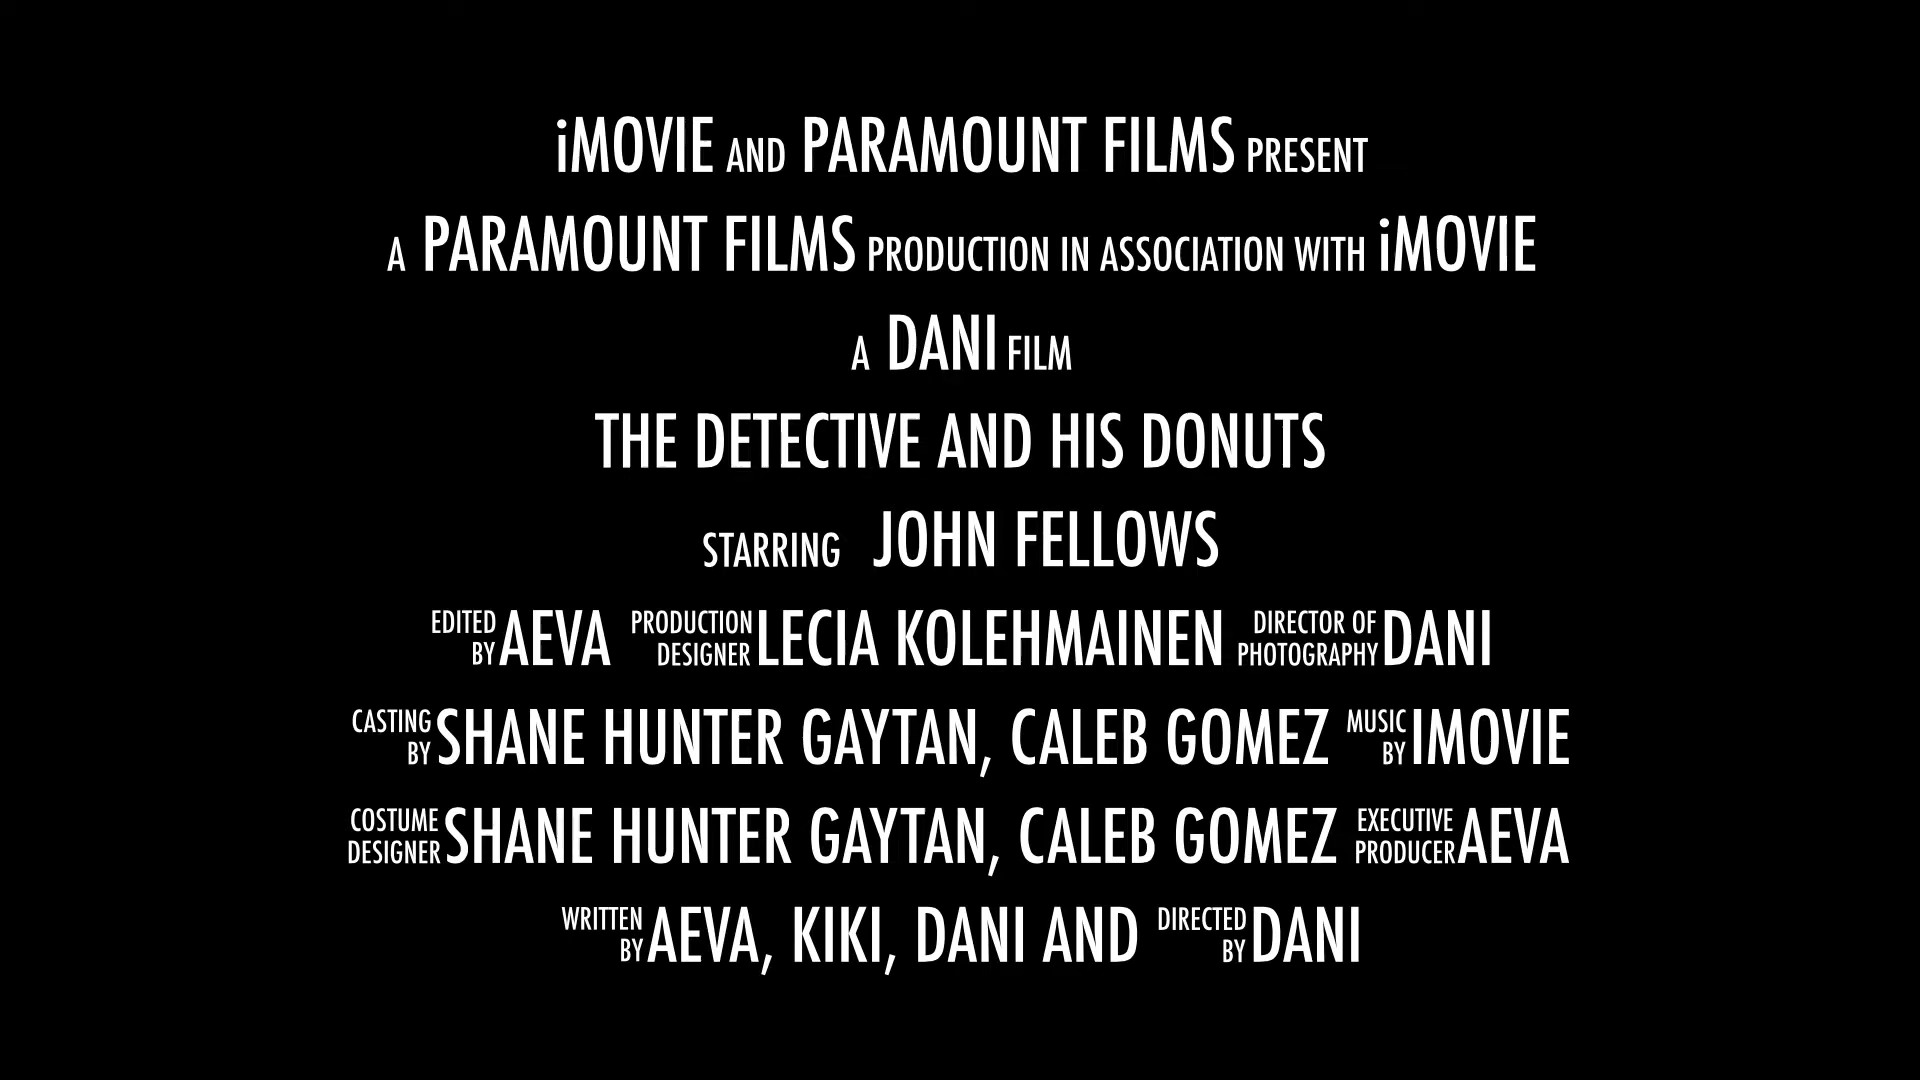 iMOVIE AND PARAMOUNT FILMS PRESENT
A PARAMOUNT FILMS PRODUCTION IN ASSOCIATION WITH iMOVIE
A DANI FILM
THE DETECTIVE AND HIS DONUTS
STARRING JOHN FELLOWS
EDITED BY AEVA PRODUCTION DESIGNER LECIA KOLEHMAINEN DIRECTOR OF PHOTOGRAPHY DANI
CASTING BY SHANE HUNTER GAYTAN, CALEB GOMEZ MUSIC BY IMOVIE
COSTUME DESIGNER SHANE HUNTER GAYTAN, CALEB GOMEZ EXECUTIVE PRODUCER AEVA
WRITTEN BY AEVA, KIKI, DANI AND DIRECTED BY DANI